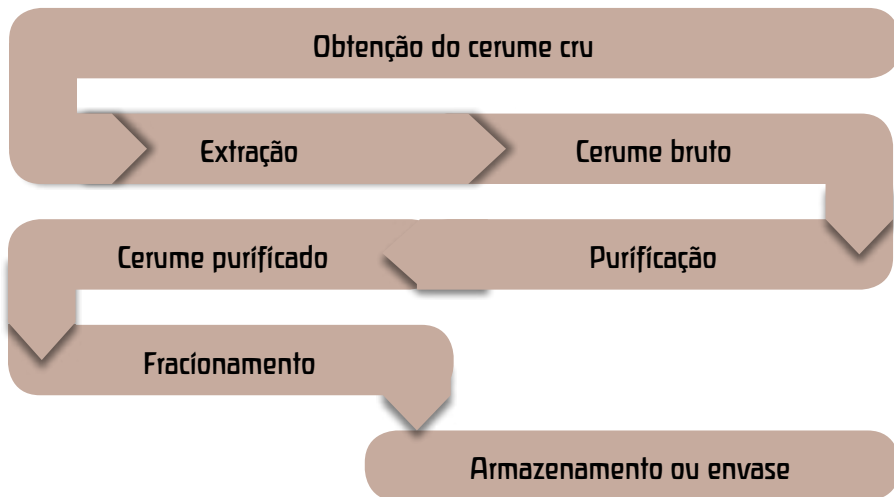 Obtenção do cerume cru
Extração
Cerume bruto
Purificação
Cerume purificado
Fracionamento
Armazenamento ou envase